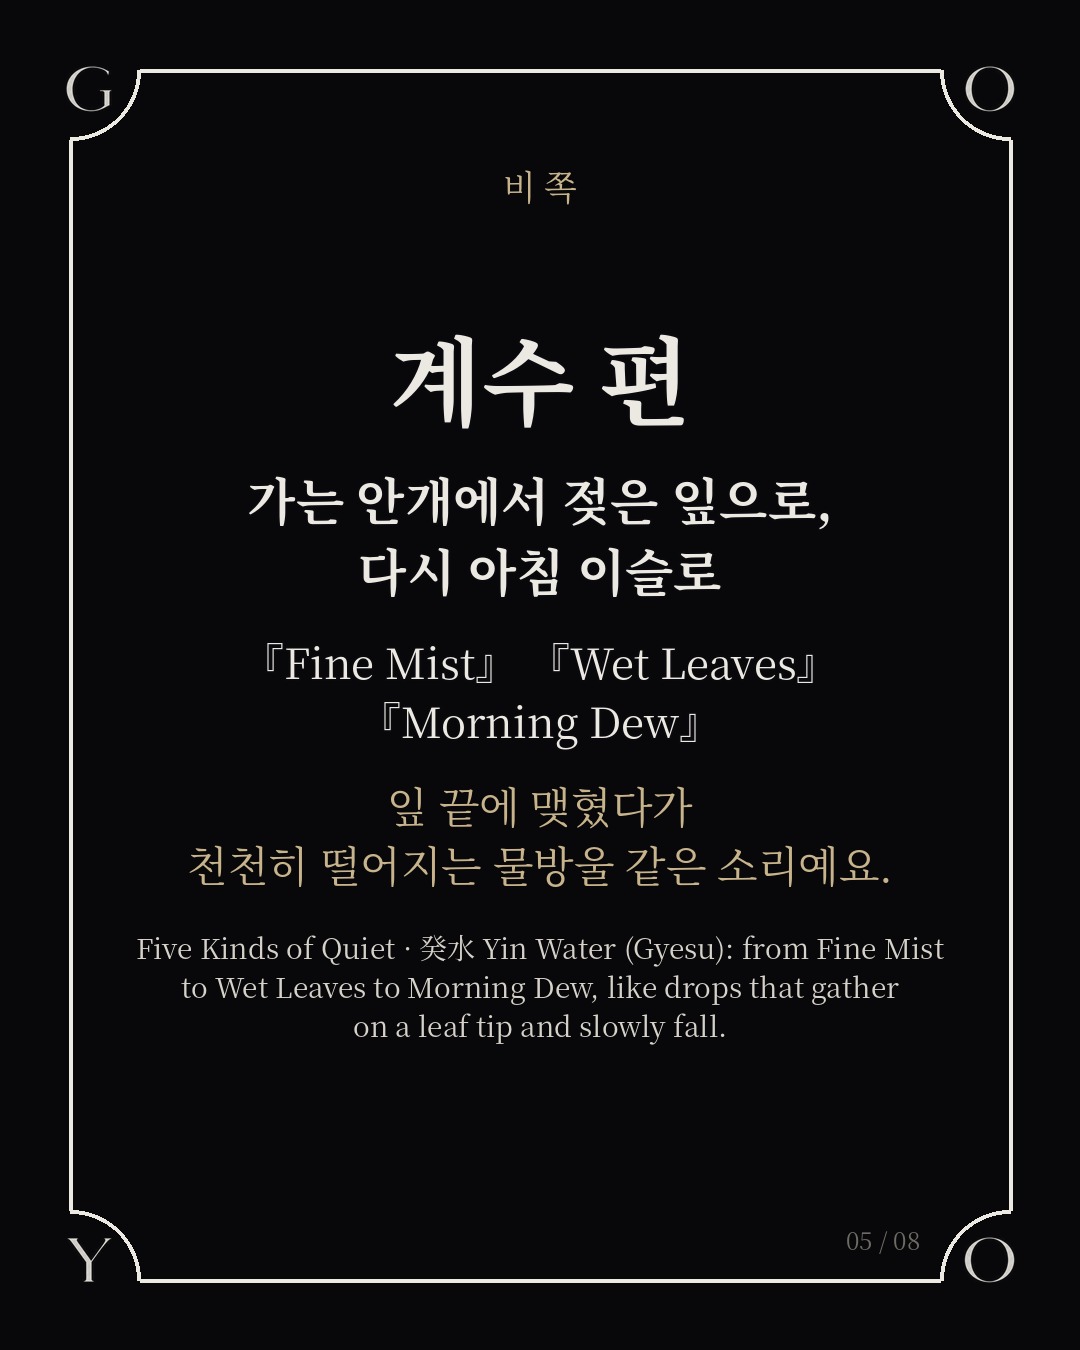 G O
비 쪽
계수 편
가는 안개에서 젖은 잎으로,
다시 아침 이슬로
『Fine Mist』 『Wet Leaves』
『Morning Dew』
잎 끝에 맺혔다가
천천히 떨어지는 물방울 같은 소리예요.
Five Kinds of Quiet · 癸水 Yin Water (Gyesu): from Fine Mist
to Wet Leaves to Morning Dew, like drops that gather
on a leaf tip and slowly fall.
05 / 08
Y O